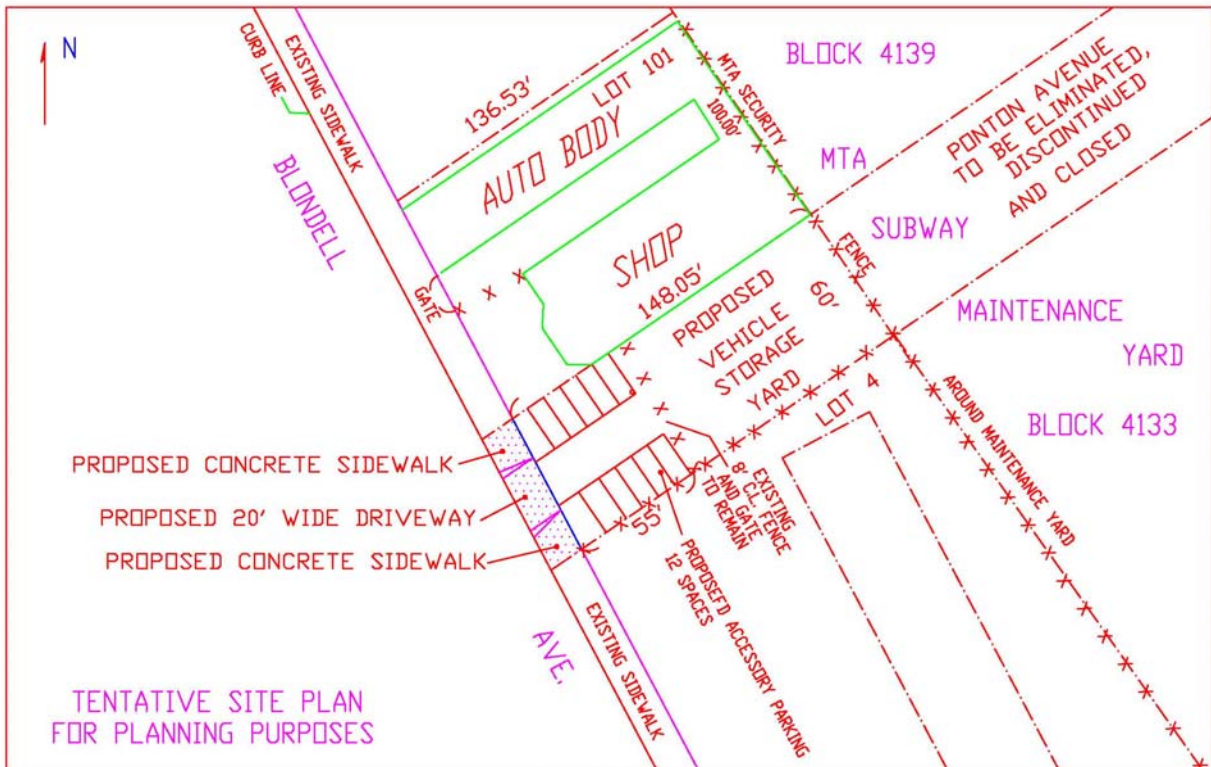 N
CURB LINE
EXISTING SIDEWALK
BLONDELL
136.53'
LOT 101
AUTO BODY
SHOP
148.05'
MTA SECURITY
100.00'
BLOCK 4139
MTA
SUBWAY
MAINTENANCE
YARD
BLOCK 4133
PONTON AVENUE
TO BE ELIMINATED,
DISCONTINUED
AND CLOSED
FENCE
AROUND MAINTENANCE YARD
GATE
PROPOSED
VEHICLE
STORAGE
YARD
60'
LOT 4
EXISTING
8' C.L. FENCE
AND GATE
TO REMAIN
55'
PROPOSEFD ACCESSORY PARKING
12 SPACES
PROPOSED CONCRETE SIDEWALK
PROPOSED 20' WIDE DRIVEWAY
PROPOSED CONCRETE SIDEWALK
EXISTING SIDEWALK
AVE.
TENTATIVE SITE PLAN
FOR PLANNING PURPOSES